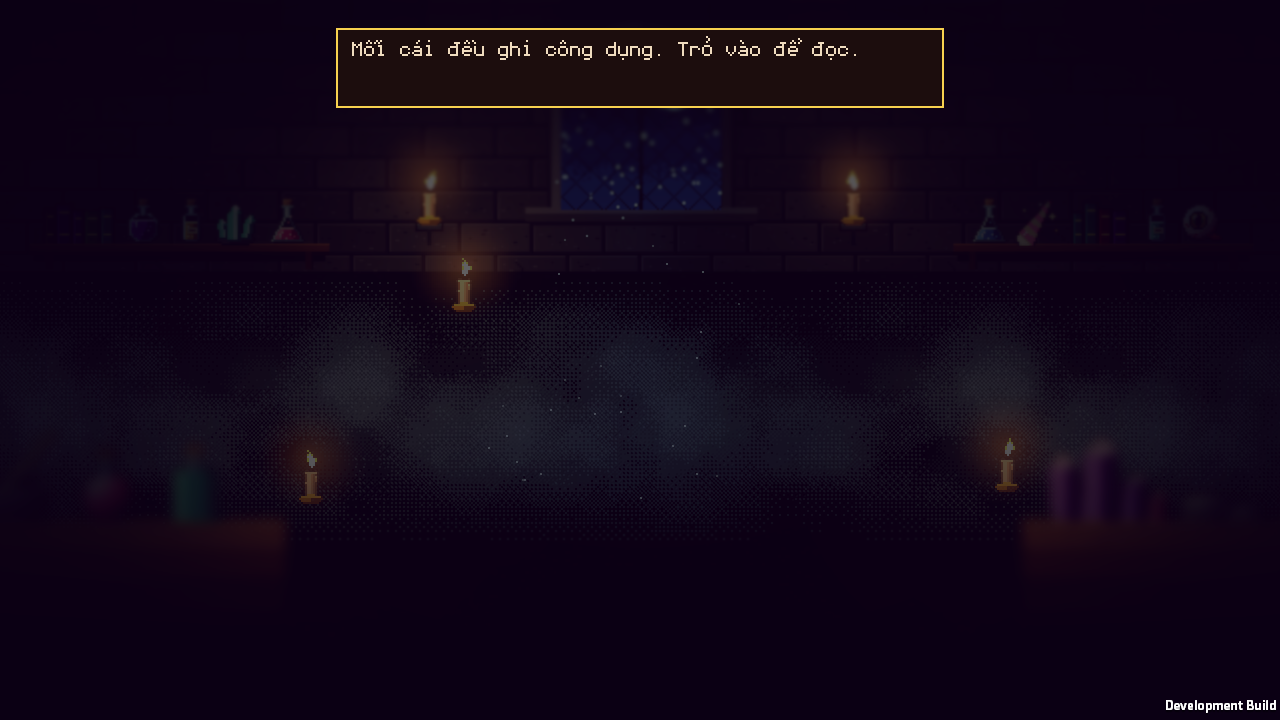 Mỗi cái đều ghi công dụng. Trỏ vào để đọc.
Development Build